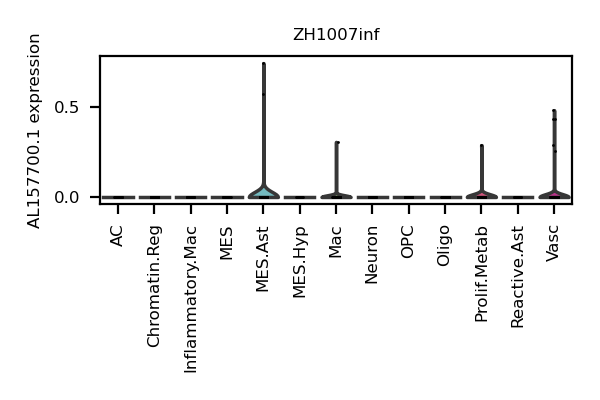 ZH1007inf
AL157700.1 expression
0.5
0.0
AC
Chromatin.Reg
Inflammatory.Mac
MES
MES.Ast
MES.Hyp
Mac
Neuron
OPC
Oligo
Prolif.Metab
Reactive.Ast
Vasc